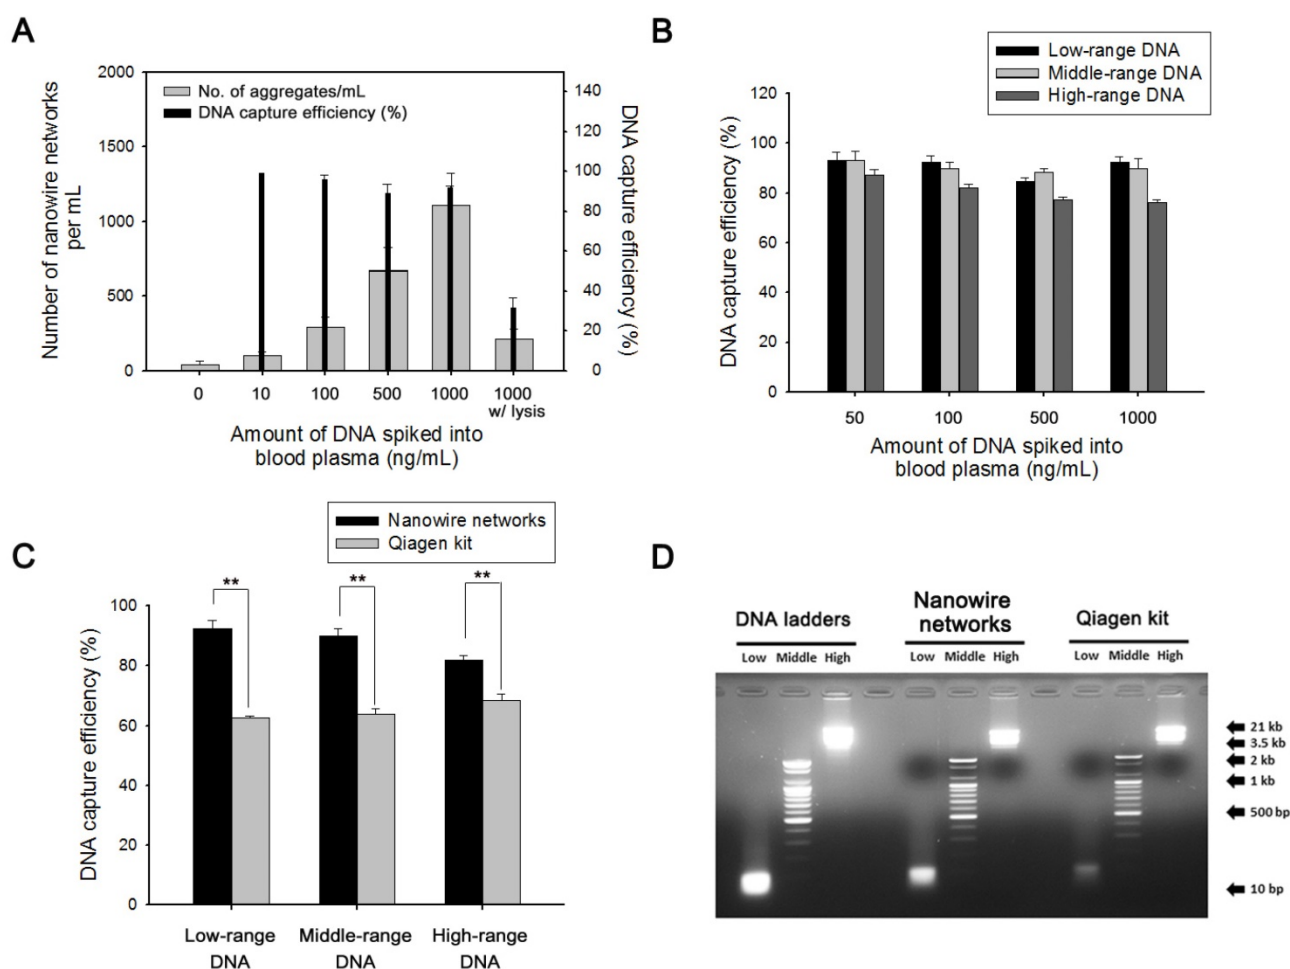 A
Number of nanowire networks
per mL
2000
1500
1000
500
0
No. of aggregates/mL
DNA capture efficiency (%)
140
120
100
80
60
40
20
0
DNA capture efficiency (%)
0 10 100 500 1000 1000
w/ lysis
Amount of DNA spiked into
blood plasma (ng/mL)
B
Low-range DNA
Middle-range DNA
High-range DNA
DNA capture efficiency (%)
120
100
80
60
40
20
0
50 100 500 1000
Amount of DNA spiked into
blood plasma (ng/mL)
C
Nanowire networks
Qiagen kit
** ** **
DNA capture efficiency (%)
100
80
60
40
20
0
Low-range Middle-range High-range
DNA DNA DNA
D
DNA ladders
Nanowire
networks
Qiagen kit
Low Middle High Low Middle High Low Middle High
21 kb
3.5 kb
2 kb
1 kb
500 bp
10 bp